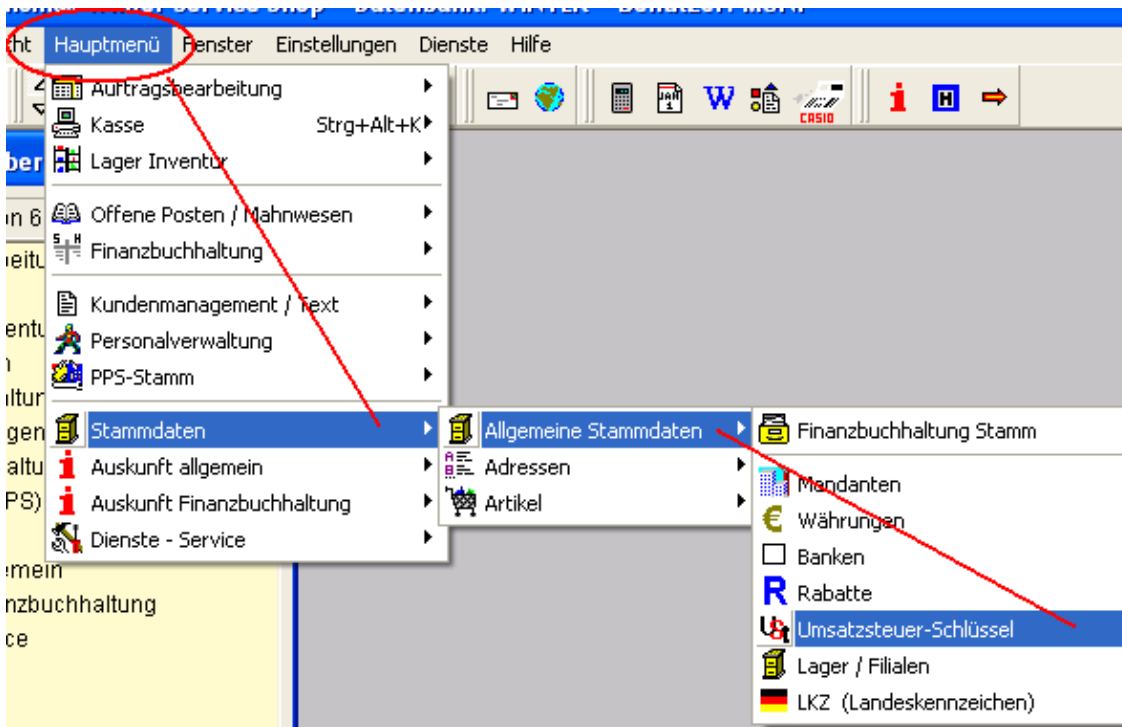 Hauptmenü Fenster Einstellungen Dienste Hilfe
Auftragsbearbeitung
Kasse Strg+Alt+K
CASIO
Lager Inventur
Offene Posten / Mahnwesen
Finanzbuchhaltung
Kundenmanagement / Text
Personalverwaltung
PPS-Stamm
Stammdaten
Auskunft allgemein
Auskunft Finanzbuchhaltung
Dienste - Service
Allgemeine Stammdaten
Adressen
Artikel
Finanzbuchhaltung Stamm
Mandanten
Währungen
Banken
Rabatte
Umsatzsteuer-Schlüssel
Lager / Filialen
LKZ (Landeskennzeichen)